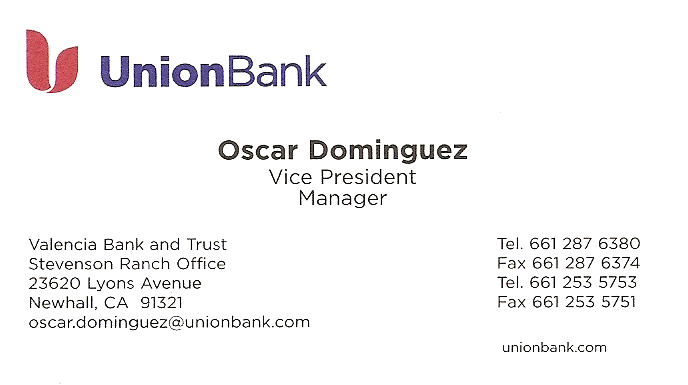 UnionBank
Oscar Dominguez
Vice President
Manager
Valencia Bank and Trust
Stevenson Ranch Office
23620 Lyons Avenue
Newhall, CA 91321
oscar.dominguez@unionbank.com
Tel. 661 287 6380
Fax 661 287 6374
Tel. 661 253 5753
Fax 661 253 5751
unionbank.com